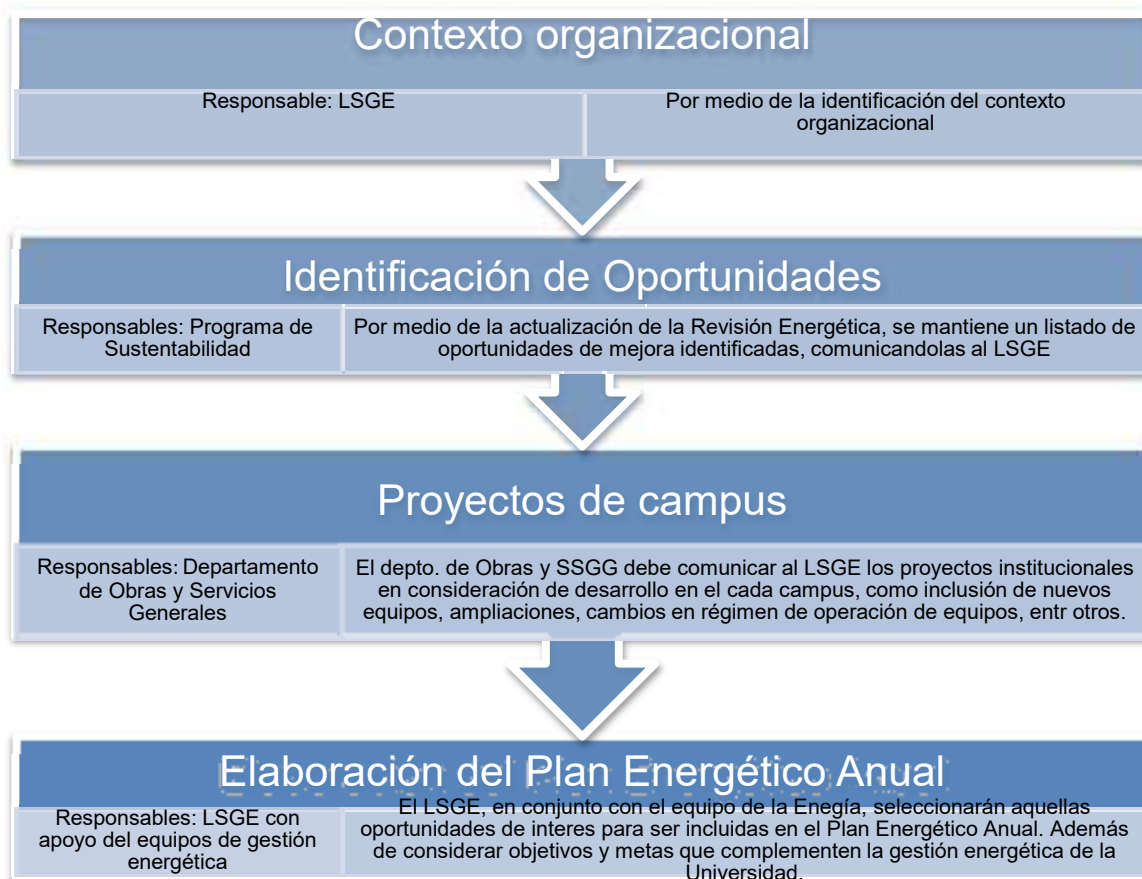 Contexto organizacional
Responsable: LSGE
Por medio de la identificación del contexto
organizacional
Identificación de Oportunidades
Responsables: Programa de
Sustentabilidad
Por medio de la actualización de la Revisión Energética, se mantiene un listado de
oportunidades de mejora identificadas, comunicandolas al LSGE
Proyectos de campus
Responsables: Departamento
de Obras y Servicios
Generales
El depto. de Obras y SSGG debe comunicar al LSGE los proyectos institucionales
en consideración de desarrollo en el cada campus, como inclusión de nuevos
equipos, ampliaciones, cambios en régimen de operación de equipos, entr otros.
Elaboración del Plan Energético Anual
Responsables: LSGE con
apoyo del equipos de gestión
energética
El LSGE, en conjunto con el equipo de la Enegía, seleccionarán aquellas
oportunidades de interes para ser incluidas en el Plan Energético Anual. Además
de considerar objetivos y metas que complementen la gestión energética de la
Universidad.